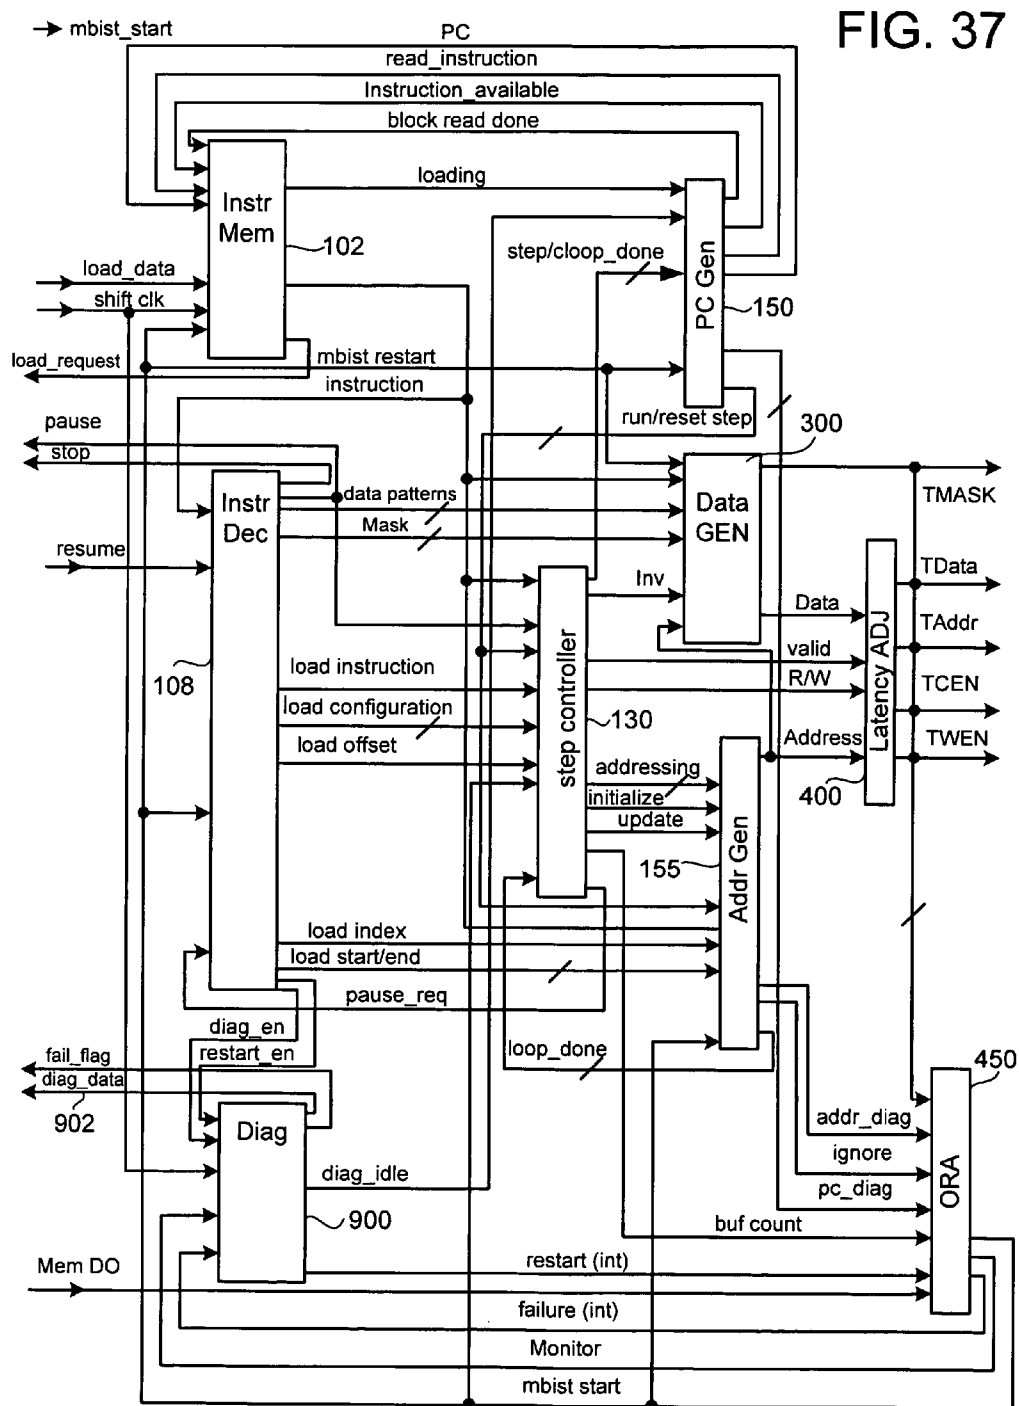 FIG. 37
mbist_start
PC
read_instruction
Instruction_available
block read done
loading
Instr
Mem
102
step/cloop_done
PC Gen
150
load_data
shift clk
load_request
mbist restart
instruction
run/reset step
300
pause
stop
Instr
Dec
data patterns
Mask
Data
GEN
TMASK
resume
Inv
Data
TData
108
load instruction
load configuration
load offset
step controller
130
valid
R/W
Latency ADJ
TAddr
TCEN
Address
TWEN
400
addressing
initialize
update
155
Addr Gen
load index
load start/end
pause_req
diag_en
restart_en
loop_done
fail_flag
diag_data
902
450
Diag
addr_diag
ignore
pc_diag
ORA
diag_idle
900
buf count
Mem DO
restart (int)
failure (int)
Monitor
mbist start